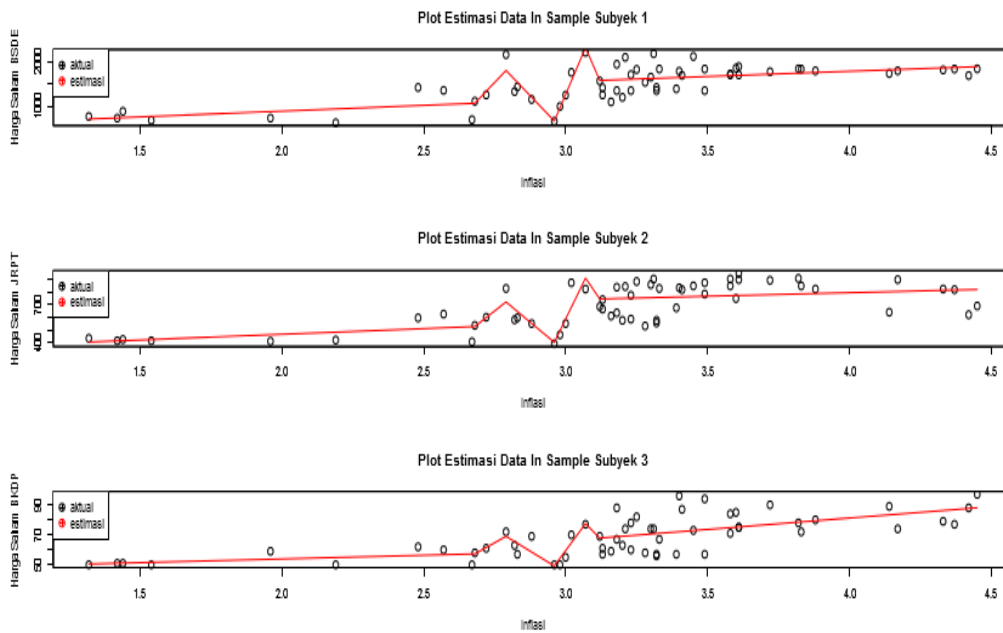 Plot Estimasi Data In Sample Subyek 1
Harga Saham BSDE
2000
1000
aktual
estimasi
1.5 2.0 2.5 3.0 3.5 4.0 4.5
Inflasi
Plot Estimasi Data In Sample Subyek 2
Harga Saham JRPT
700
400
aktual
estimasi
1.5 2.0 2.5 3.0 3.5 4.0 4.5
Inflasi
Plot Estimasi Data In Sample Subyek 3
Harga Saham BKDP
90
70
50
aktual
estimasi
1.5 2.0 2.5 3.0 3.5 4.0 4.5
Inflasi